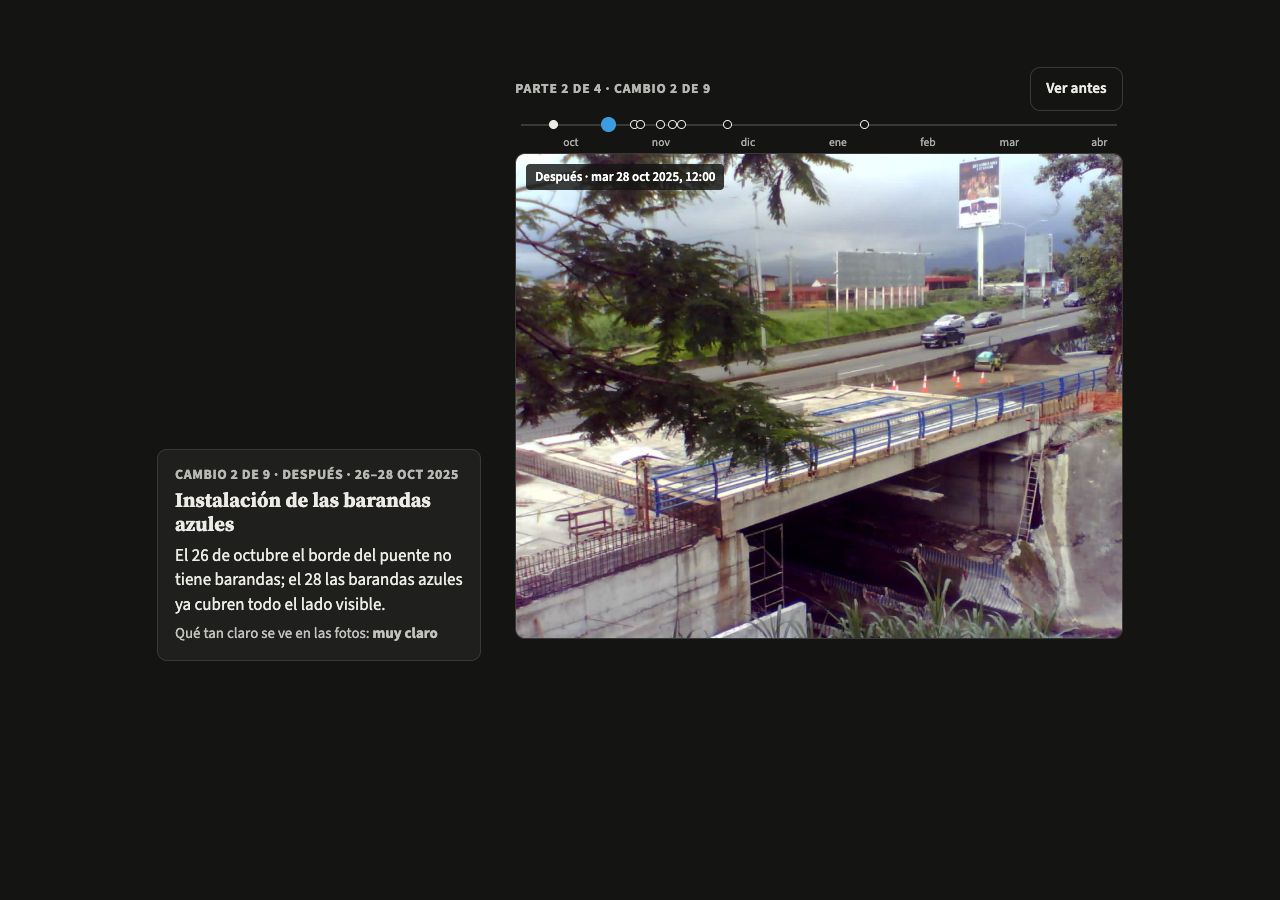 PARTE 2 DE 4 · CAMBIO 2 DE 9
Ver antes
oct nov dic ene feb mar abr
Después · mar 28 oct 2025, 12:00
CAMBIO 2 DE 9 · DESPUÉS · 26–28 OCT 2025
Instalación de las barandas
azules
El 26 de octubre el borde del puente no
tiene barandas; el 28 las barandas azules
ya cubren todo el lado visible.
Qué tan claro se ve en las fotos: muy claro